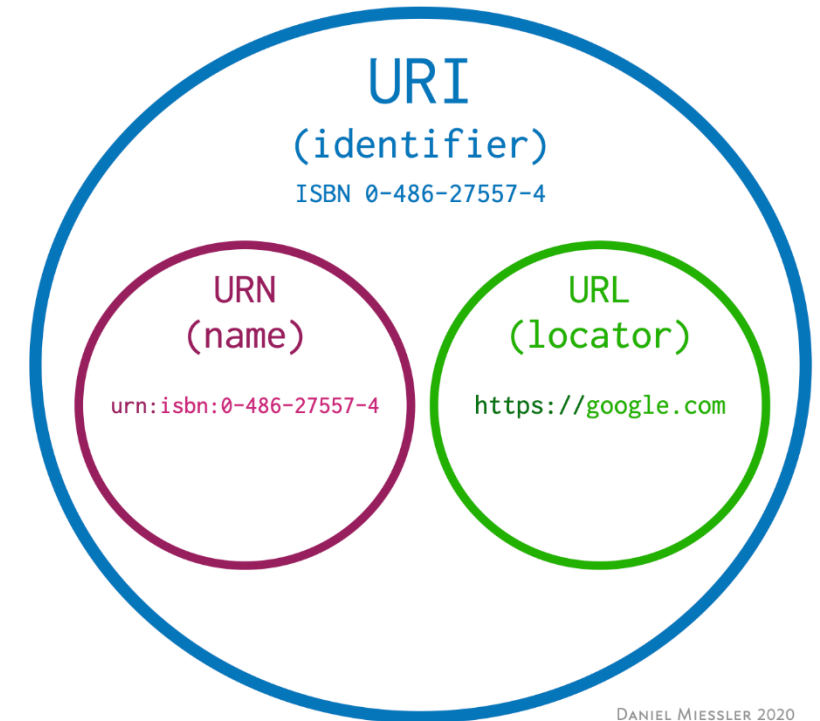 URI
(identifier)
ISBN 0-486-27557-4
URN
(name)
urn:isbn:0-486-27557-4
URL
(locator)
https://google.com
DANIEL MIESSLER 2020